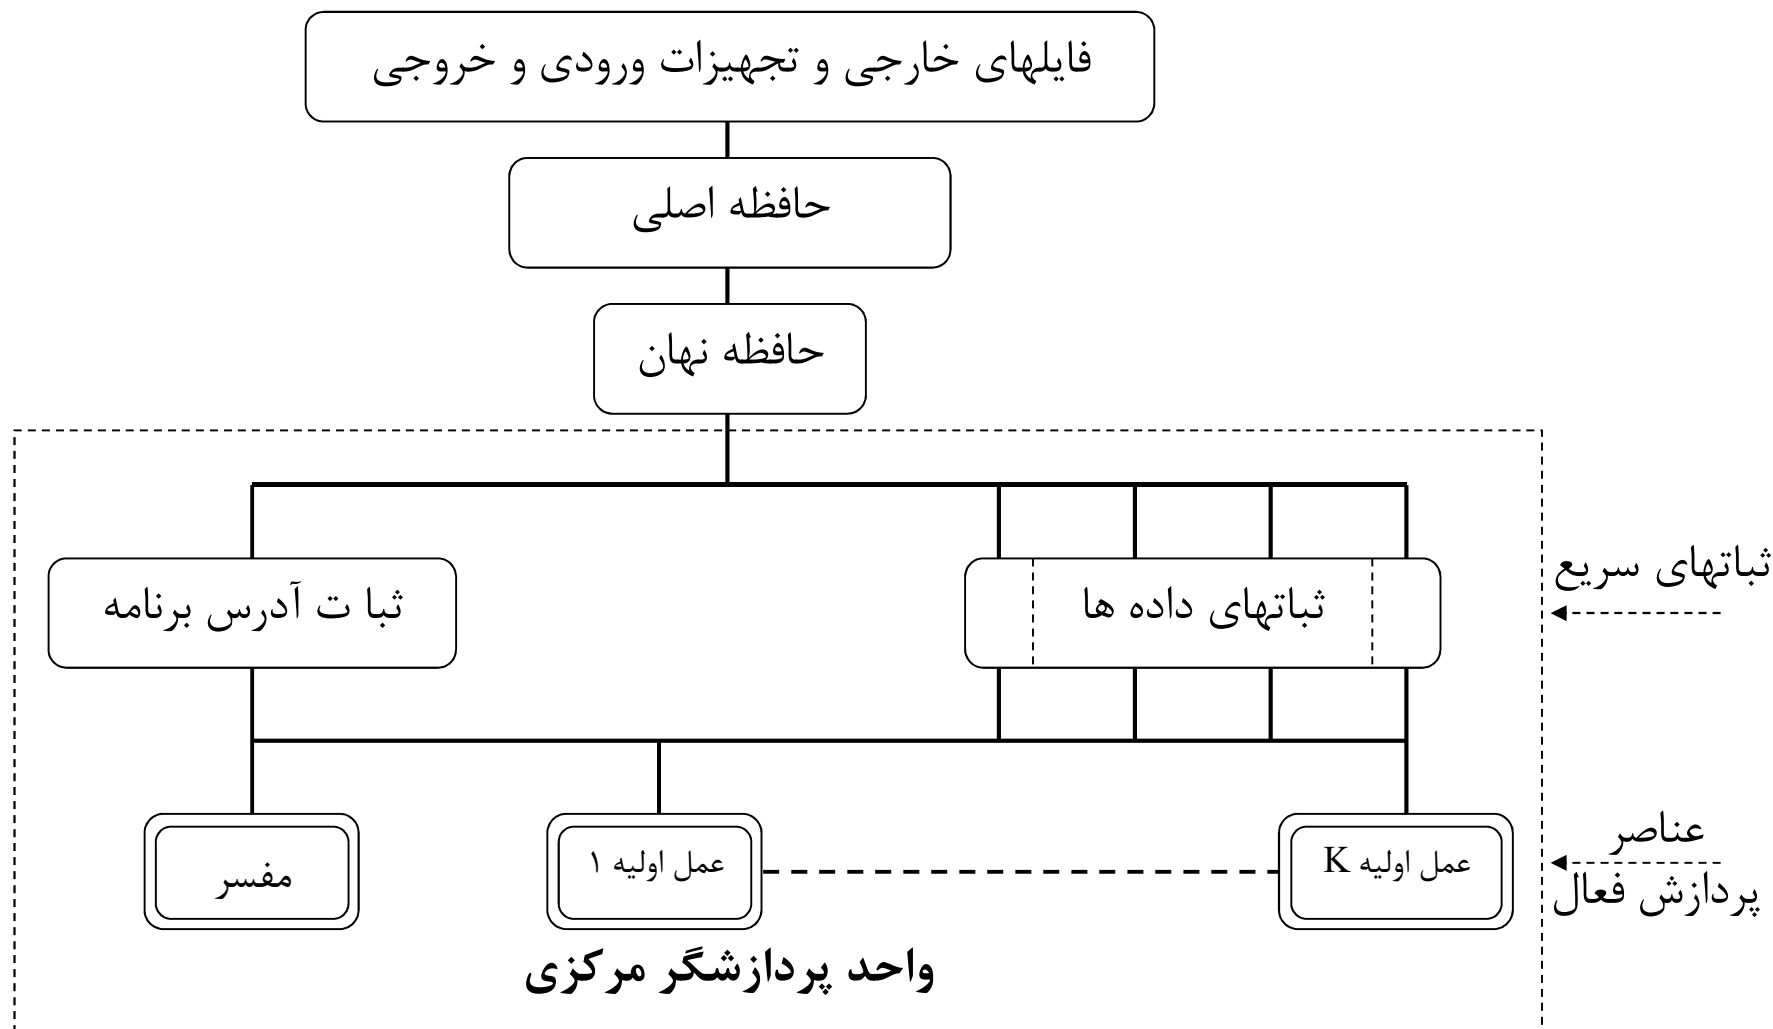 فایلهای خارجی و تجهیزات ورودی و خروجی
حافظه اصلی
حافظه نهان
ثباتهای سریع
ثباتهای داده ها
ثبا ت آدرس برنامه
عناصر
پردازش فعال
عمل اولیه K
عمل اولیه ۱
مفسر
واحد پردازشگر مرکزی